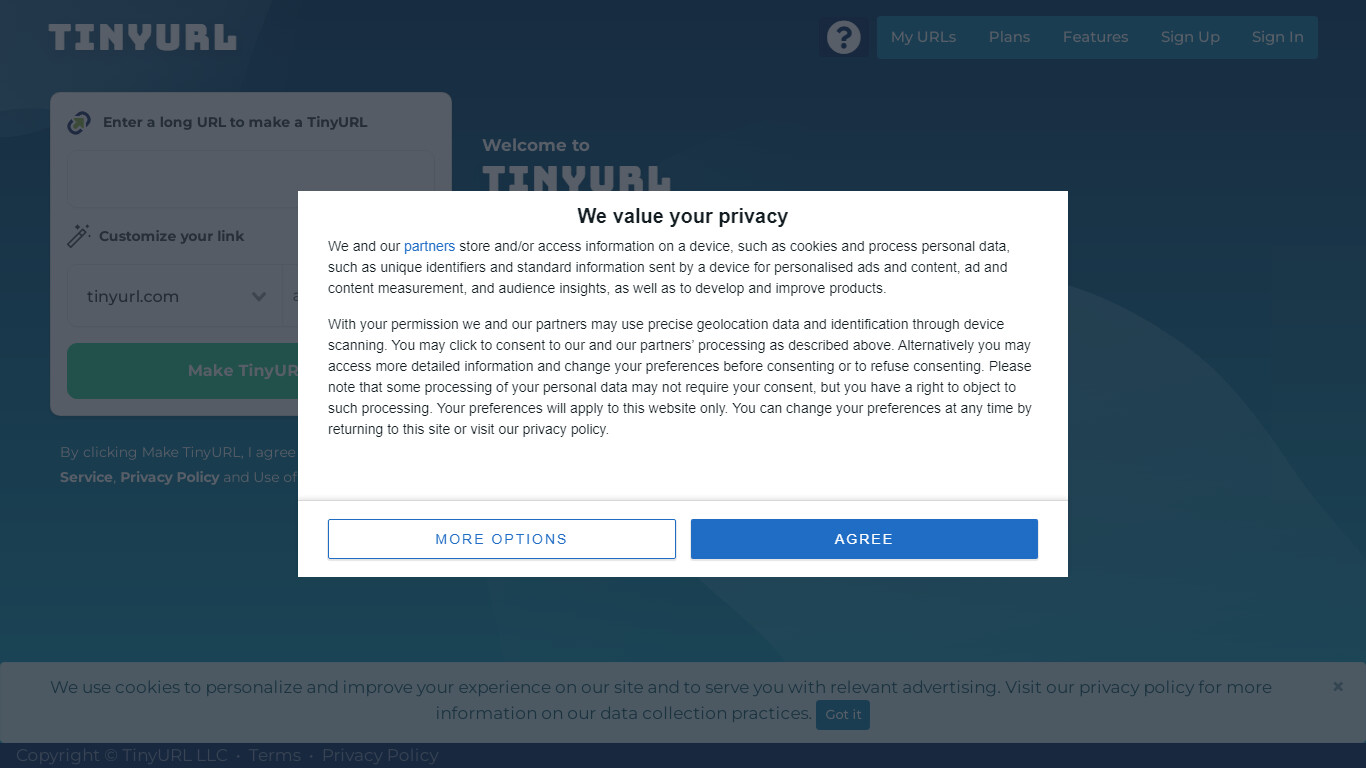 TINYURL
?
My URLs
Plans
Features
Sign Up
Sign In
Enter a long URL to make a TinyURL
Customize your link
tinyurl.com
Make TinyUR
By clicking Make TinyURL, I agree
Service, Privacy Policy and Use of
Welcome to
TINYURL
We value your privacy
We and our partners store and/or access information on a device, such as cookies and process personal data,
such as unique identifiers and standard information sent by a device for personalised ads and content, ad and
content measurement, and audience insights, as well as to develop and improve products.
With your permission we and our partners may use precise geolocation data and identification through device
scanning. You may click to consent to our and our partners’ processing as described above. Alternatively you may
access more detailed information and change your preferences before consenting or to refuse consenting. Please
note that some processing of your personal data may not require your consent, but you have a right to object to
such processing. Your preferences will apply to this website only. You can change your preferences at any time by
returning to this site or visit our privacy policy.
MORE OPTIONS
AGREE
We use cookies to personalize and improve your experience on our site and to serve you with relevant advertising. Visit our privacy policy for more
information on our data collection practices. Got it
×
Copyright © TinyURL LLC • Terms • Privacy Policy